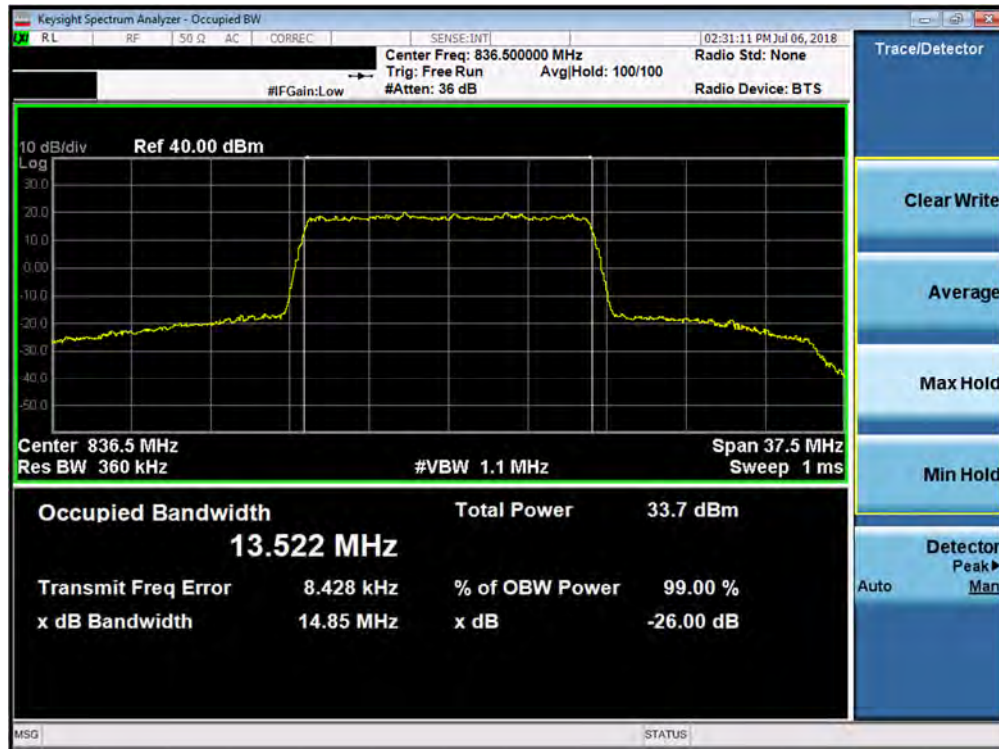 Keysight Spectrum Analyzer - Occupied BW
LXI RL RF 50 Ω AC CORREC SENSE:INT 02:31:11 PM Jul 06, 2018
Center Freq: 836.500000 MHz Radio Std: None
Trig: Free Run Avg|Hold: 100/100
#IFGain:Low #Atten: 36 dB Radio Device: BTS
10 dB/div Ref 40.00 dBm
Log
30.0
20.0
10.0
0.00
-10.0
-20.0
-30.0
-40.0
-50.0
Center 836.5 MHz Span 37.5 MHz
Res BW 360 kHz #VBW 1.1 MHz Sweep 1 ms
Occupied Bandwidth Total Power 33.7 dBm
13.522 MHz
Transmit Freq Error 8.428 kHz % of OBW Power 99.00 %
x dB Bandwidth 14.85 MHz x dB -26.00 dB
MSG STATUS
Trace/Detector
Clear Write
Average
Max Hold
Min Hold
Detector
Peak▶
Auto Man